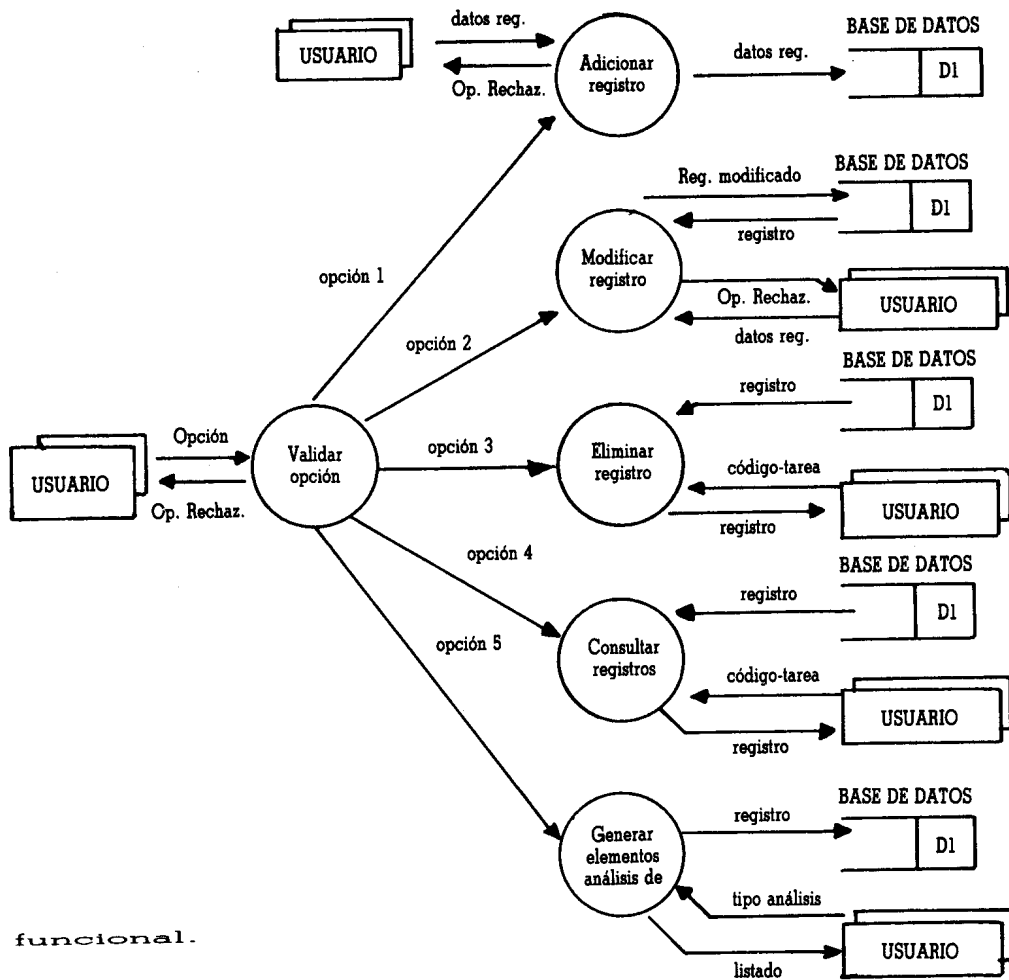 datos reg.
BASE DE DATOS
USUARIO
Adicionar
registro
datos reg.
D1
Op. Rechaz.
BASE DE DATOS
Reg. modificado
D1
registro
opción 1
Modificar
registro
Op. Rechaz.
USUARIO
datos reg.
opción 2
BASE DE DATOS
registro
D1
Opción
Validar
opción
opción 3
Eliminar
registro
USUARIO
Op. Rechaz.
código-tarea
USUARIO
registro
opción 4
BASE DE DATOS
registro
D1
opción 5
Consultar
registros
código-tarea
USUARIO
registro
BASE DE DATOS
registro
D1
Generar
elementos
análisis de
tipo análisis
USUARIO
listado
funcional.